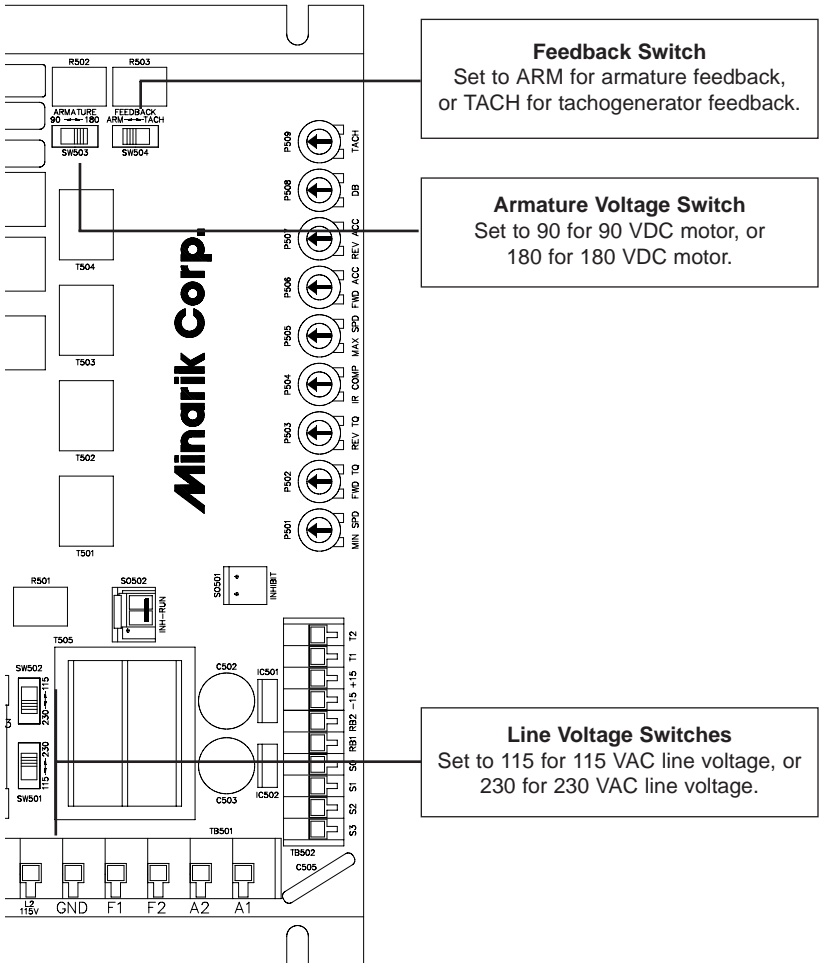 R502
R503
Feedback Switch
Set to ARM for armature feedback,
or TACH for tachogenerator feedback.
ARMATURE
90 180
FEEDBACK
ARM TACH
SW503
SW504
P509
TACH
P508
DB
Armature Voltage Switch
Set to 90 for 90 VDC motor, or
180 for 180 VDC motor.
P507
REV ACC
T504
P506
FWD ACC
Minarik Corp.
P505
MAX SPD
T503
P504
IR COMP
P503
REV TQ
T502
P502
FWD TQ
P501
MIN SPD
T501
R501
SO502
INH-RUN
SO501
INHIBIT
T505
SW502
230 115
C502
IC501
T2
T1
+15
-15
RB2
RB1
S0
S1
S2
S3
Line Voltage Switches
Set to 115 for 115 VAC line voltage, or
230 for 230 VAC line voltage.
115 230
SW501
C503
IC502
TB501
TB502
C505
L2
115V
GND
F1
F2
A2
A1